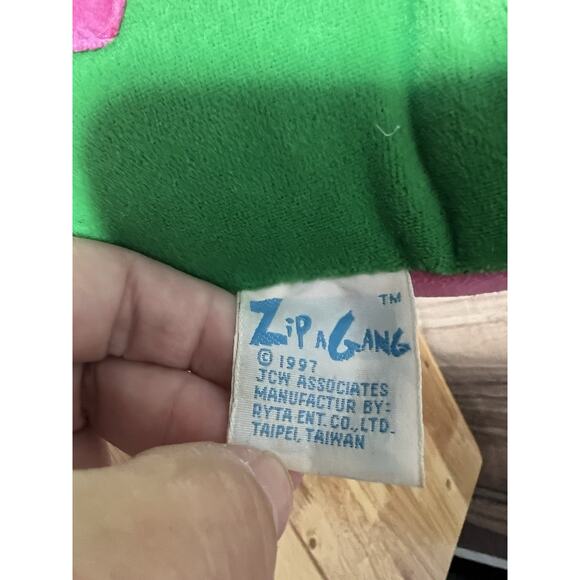 TM
ZiP A GANG
© 1997
JCW ASSOCIATES
MANUFACTUR BY:
RYTA ENT. CO., LTD.
TAIPEI, TAIWAN